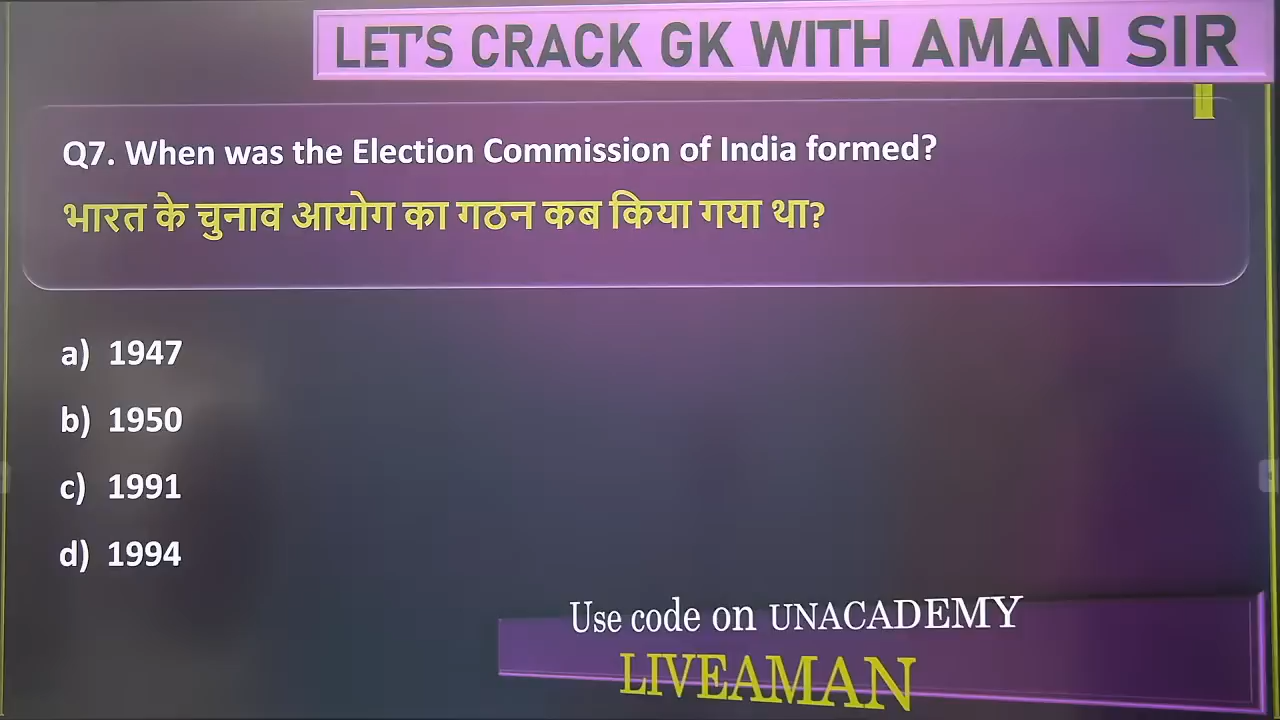 LET'S CRACK GK WITH AMAN SIR
Q7. When was the Election Commission of India formed?
भारत के चुनाव आयोग का गठन कब किया गया था?
a) 1947
b) 1950
c) 1991
d) 1994
Use code on UNACADEMY
LIVEAMAN